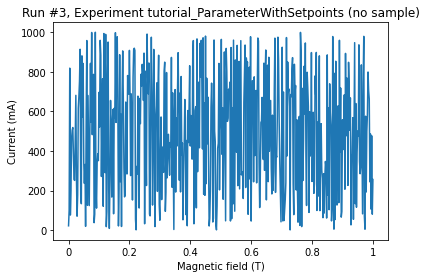 Run #3, Experiment tutorial_ParameterWithSetpoints (no sample)
1000
800
600
400
200
0
Current (mA)
0 0.2 0.4 0.6 0.8 1
Magnetic field (T)